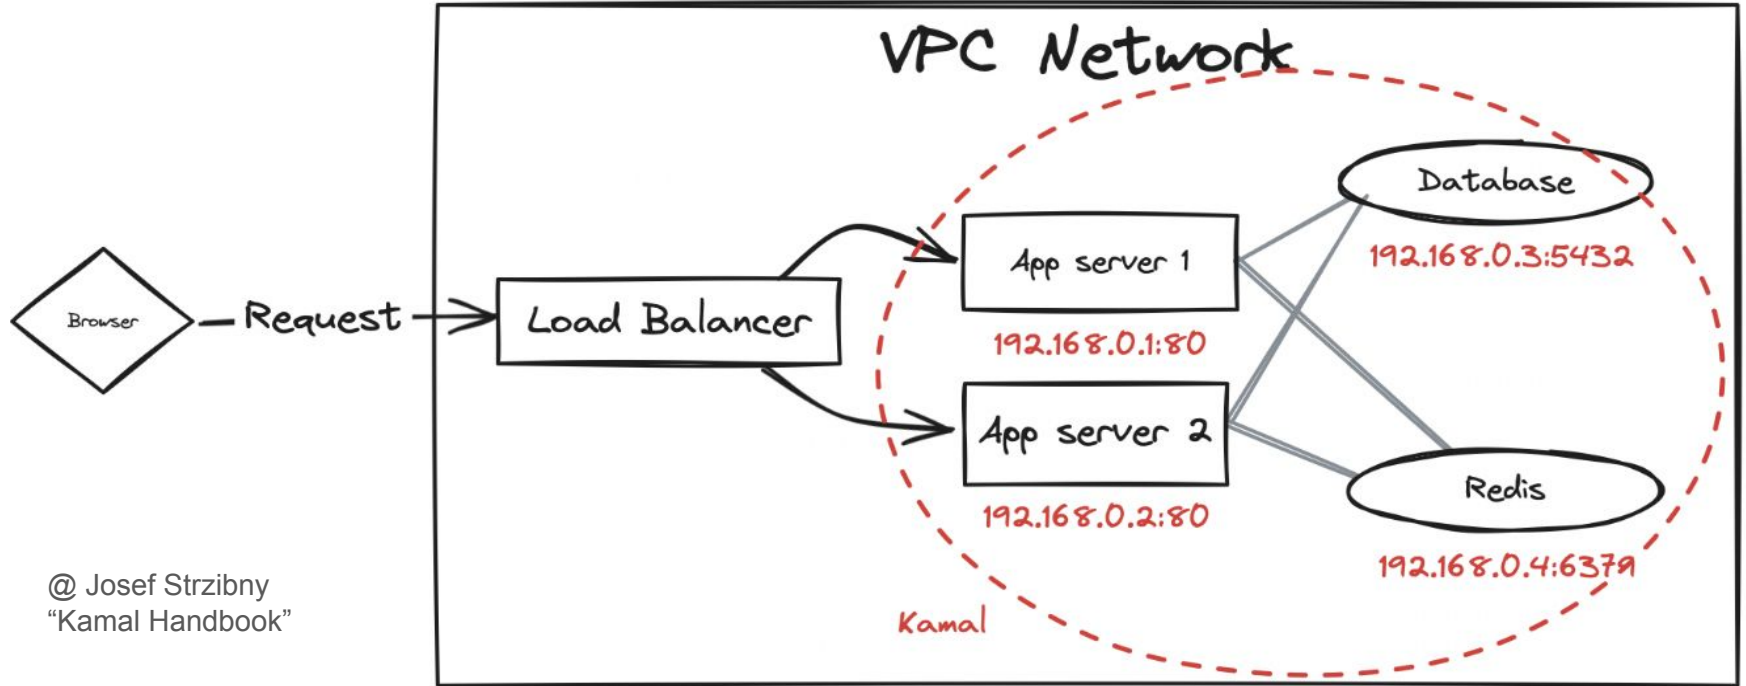 VPC Network
Database
192.168.0.3:5432
App server 1
192.168.0.1:80
Browser
Request
Load Balancer
App server 2
192.168.0.2:80
Redis
192.168.0.4:6379
Kamal
@ Josef Strzibny
“Kamal Handbook”